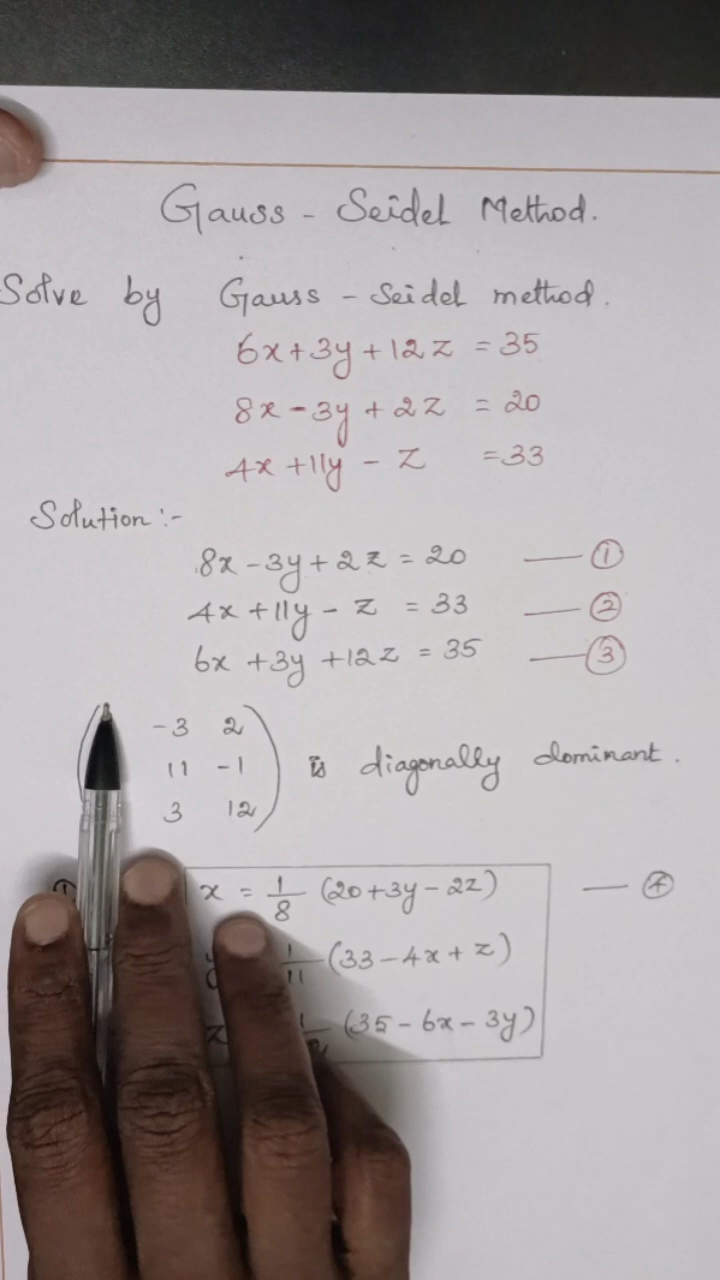 Gauss - Seidel Method.
Solve by Gauss - Seidel method.
6x + 3y + 12z = 35
8x - 3y + 2z = 20
4x + 11y - z = 33
Solution :-
8x - 3y + 2z = 20 — ①
4x + 11y - z = 33 — ②
6x + 3y + 12z = 35 — ③
-3 2
11 -1 is diagonally dominant.
3 12
x = 1/8 (20 + 3y - 2z) — ④
y 1/11 (33 - 4x + z)
z (35 - 6x - 3y)